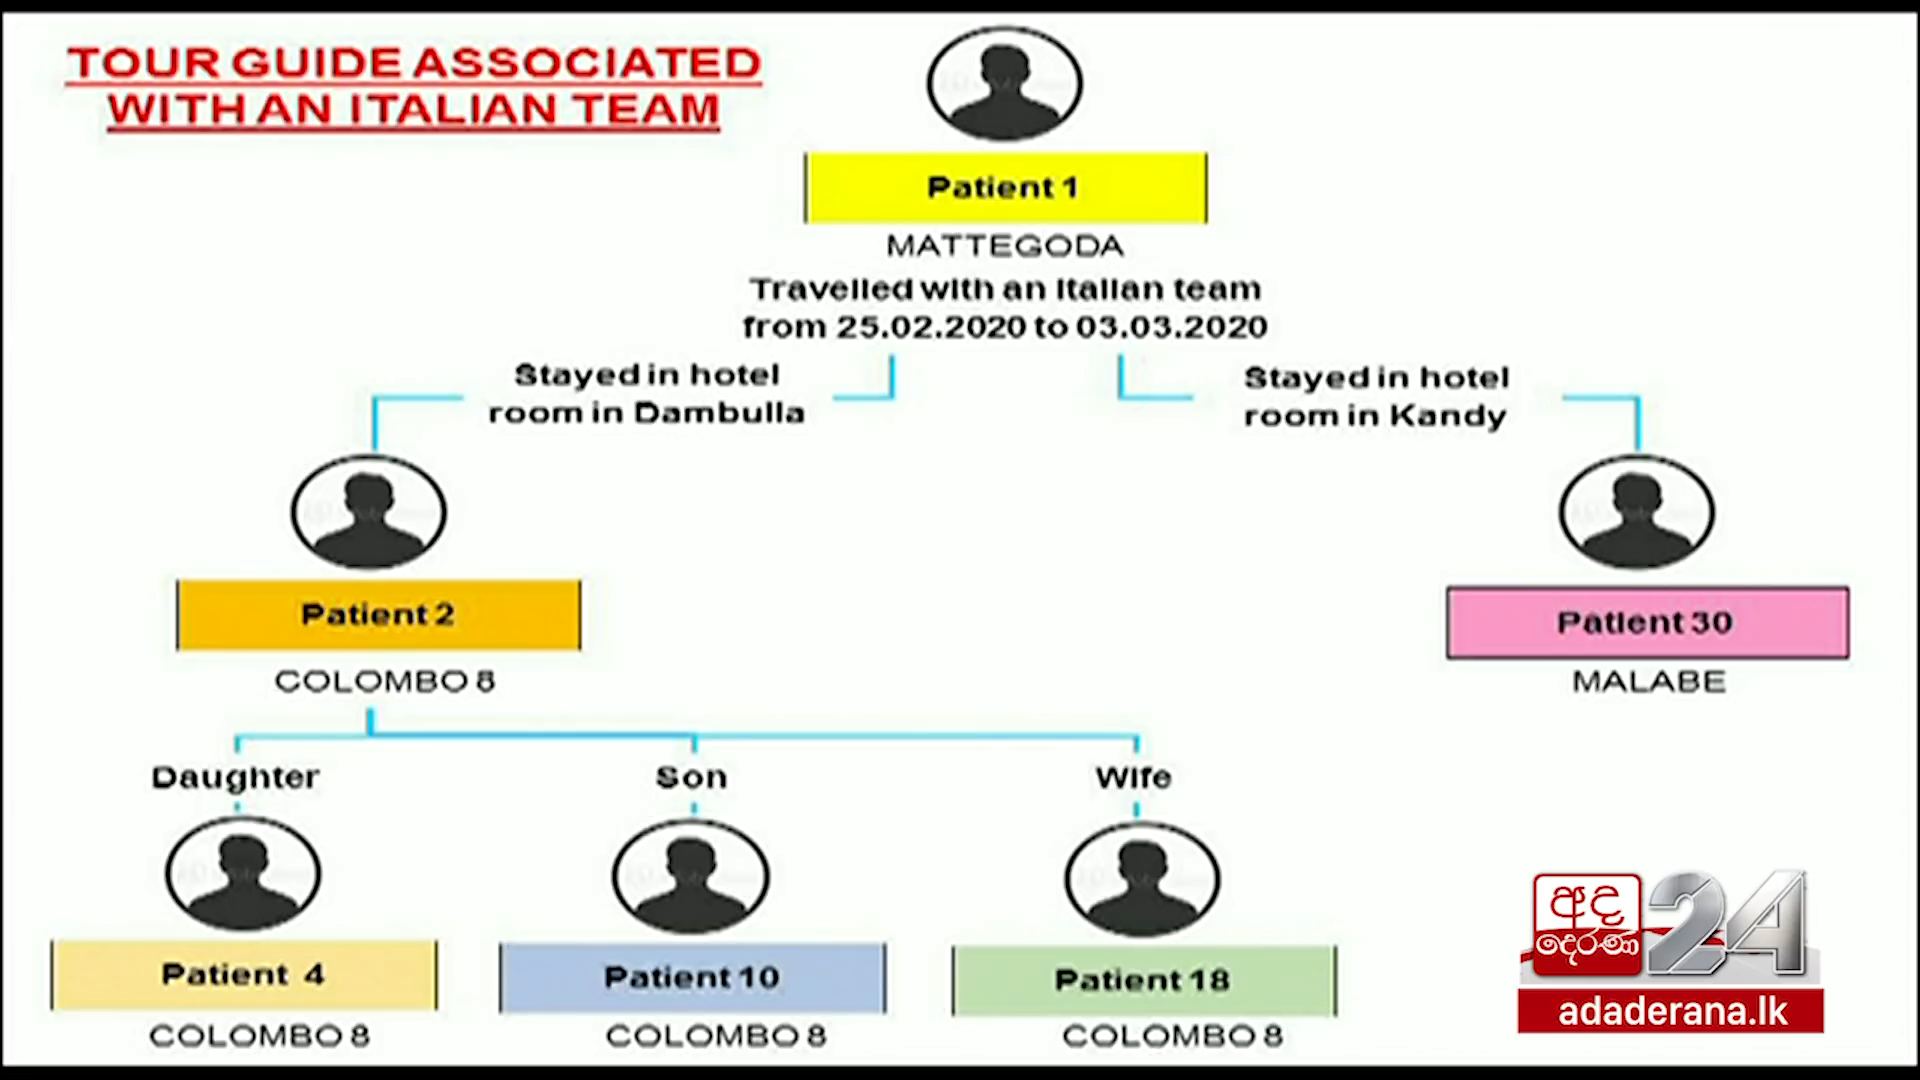 TOUR GUIDE ASSOCIATED
WITH AN ITALIAN TEAM
Patient 1
MATTEGODA
Travelled with an Italian team
from 25.02.2020 to 03.03.2020
Stayed in hotel
room in Dambulla
Stayed in hotel
room in Kandy
Patient 2
COLOMBO 8
Patient 30
MALABE
Daughter
Son
Wife
Patient 4
COLOMBO 8
Patient 10
COLOMBO 8
Patient 18
COLOMBO 8
අද
දෙරණ
24
adaderana.lk